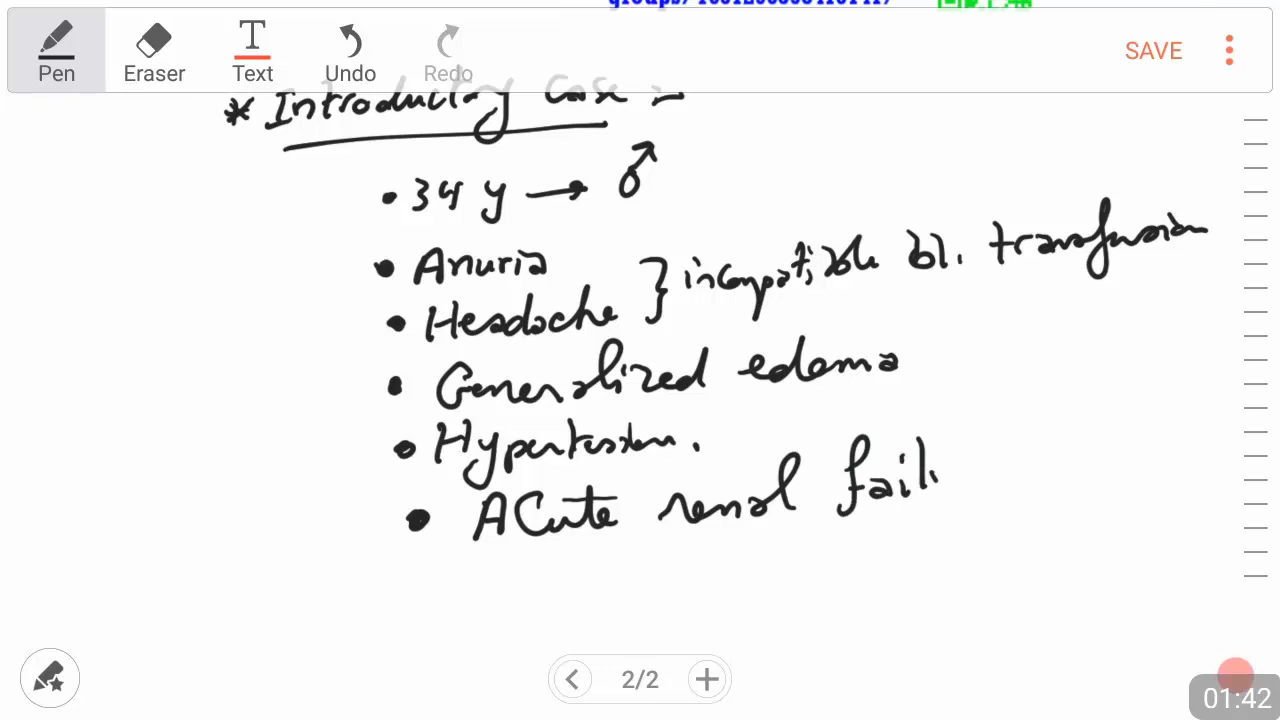 Pen
Eraser
Text
Undo
Redo
SAVE
* Introductory Case :-
• 34 y → ♂
• Anuria
• Headache } incompatible bl. transfusion
• Generalized edema
• Hypertension.
• ACute renal fail.
2/2
01:42